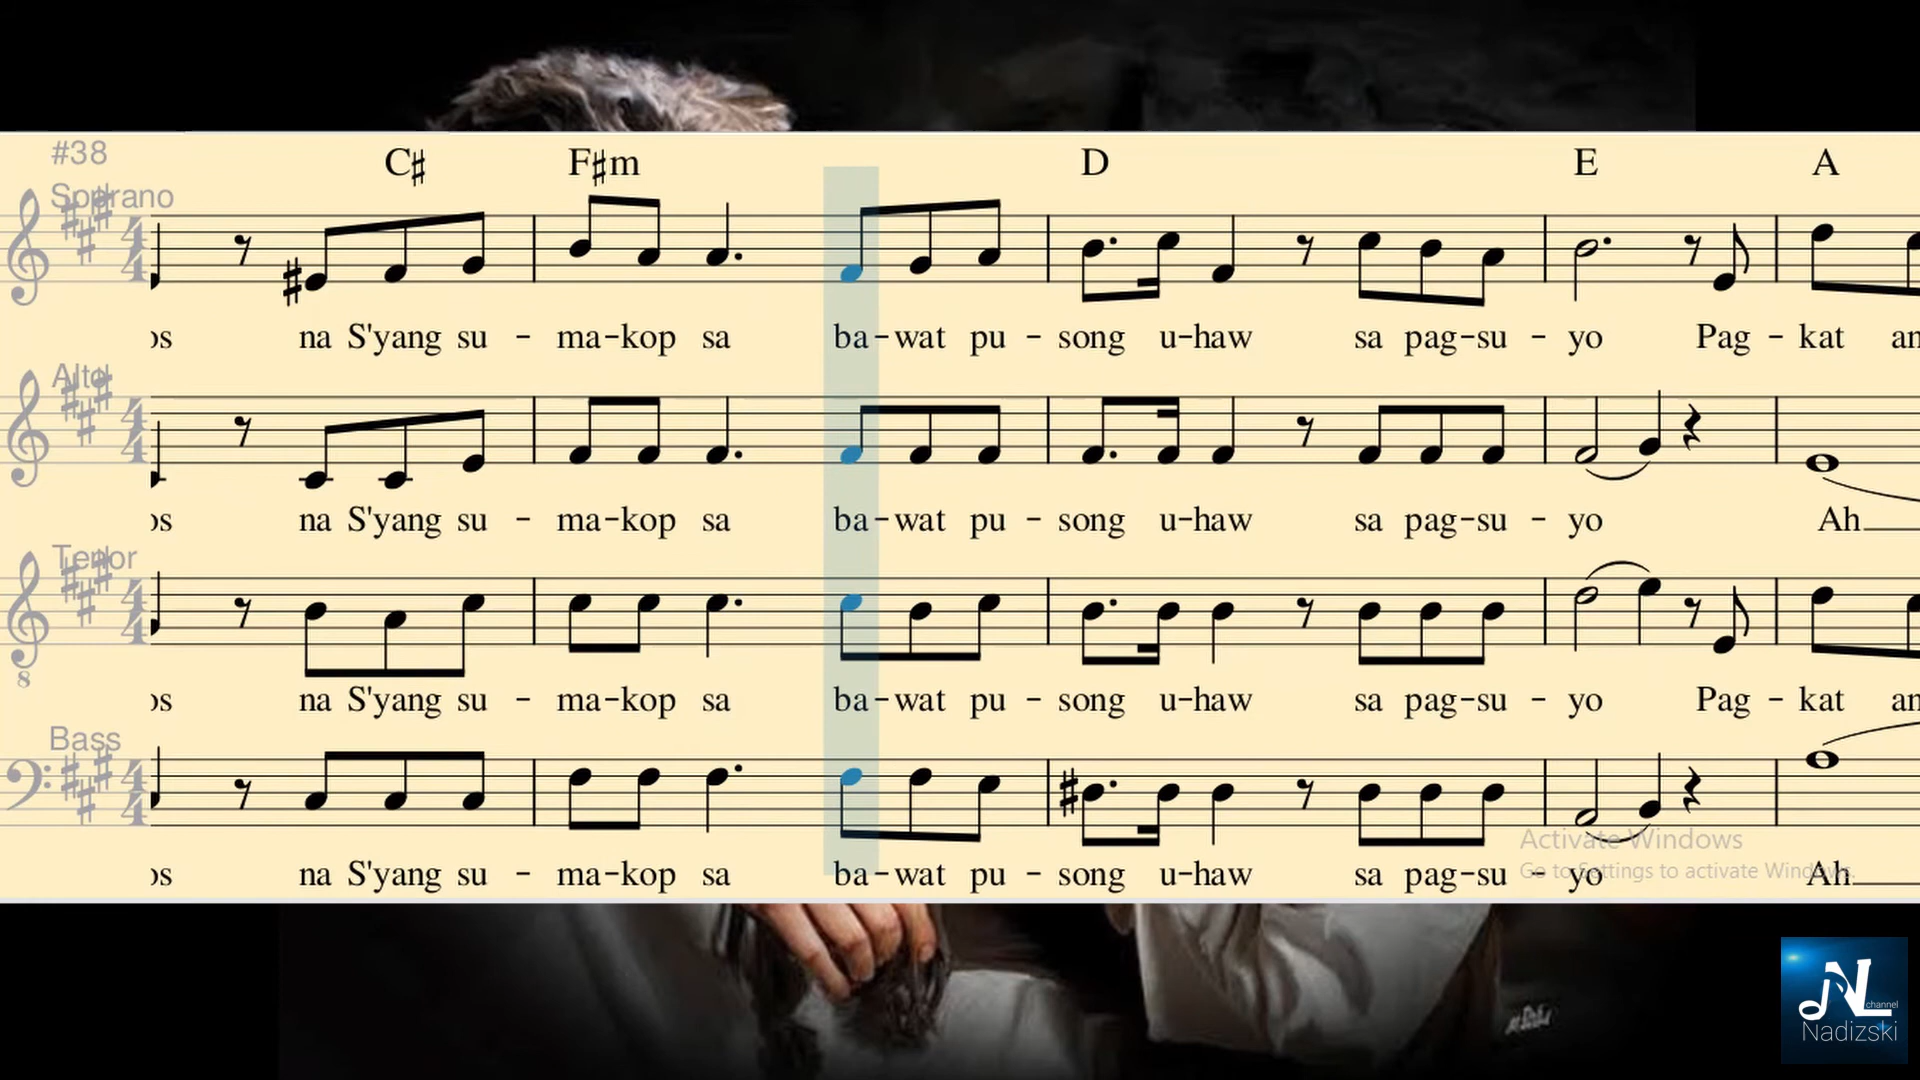 #38
C♯ F♯m D E A
Soprano
na S'yang su - ma-kop sa ba-wat pu - song u-haw sa pag-su - yo Pag - kat
Alto
na S'yang su - ma-kop sa ba-wat pu - song u-haw sa pag-su - yo Ah
Tenor
8
na S'yang su - ma-kop sa ba-wat pu - song u-haw sa pag-su - yo Pag - kat
Bass
na S'yang su - ma-kop sa ba-wat pu - song u-haw sa pag-su - yo Ah
Activate Windows
Go to Settings to activate Windows.
NL
channel
Nadizski